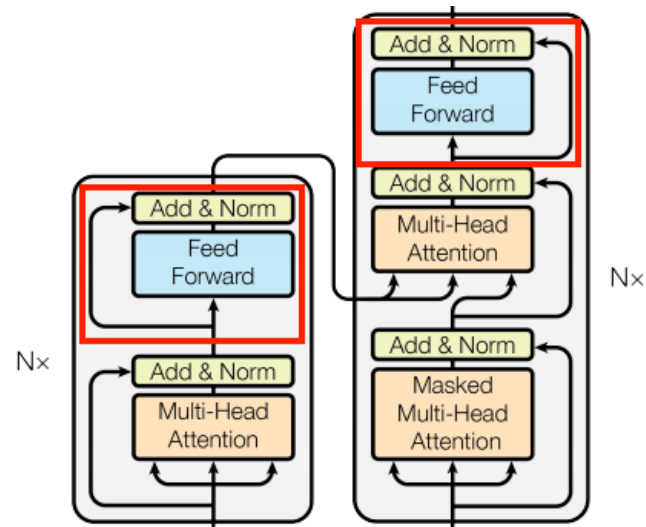 Add & Norm
Feed
Forward
Add & Norm
Multi-Head
Attention
Nx
Add & Norm
Feed
Forward
Add & Norm
Multi-Head
Attention
Add & Norm
Masked
Multi-Head
Attention
Nx